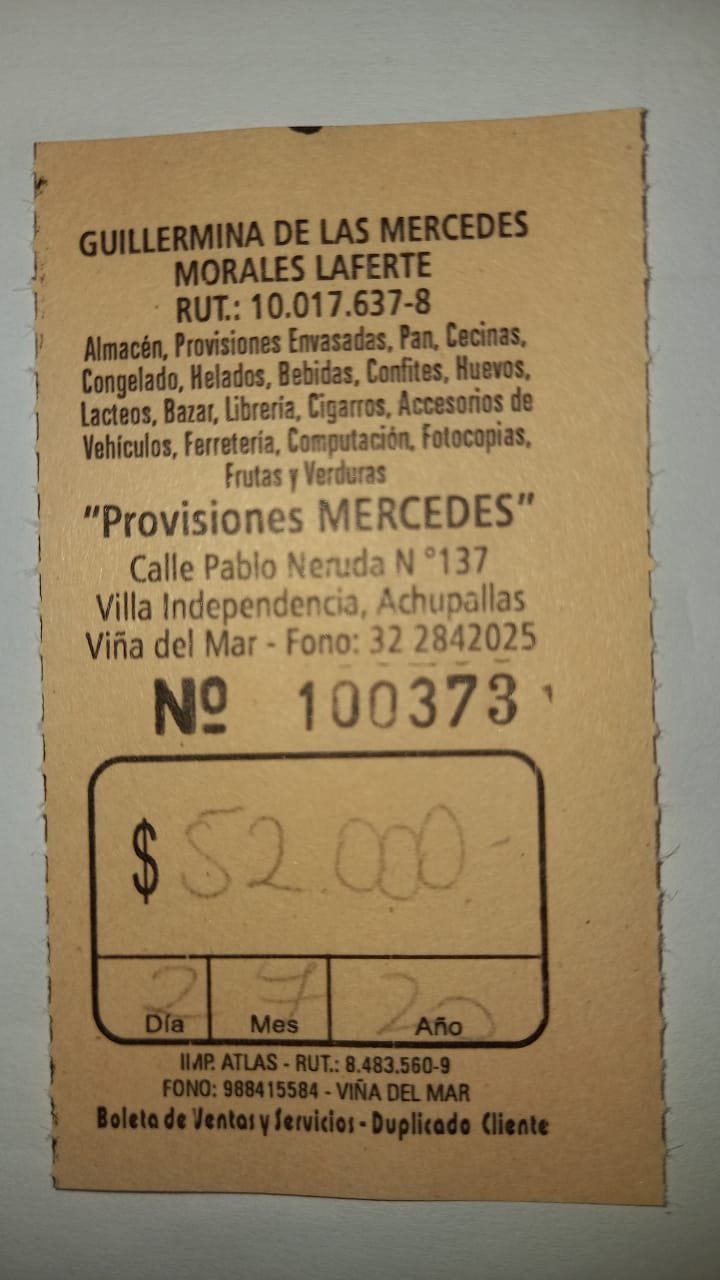 GUILLERMINA DE LAS MERCEDES
MORALES LAFERTE
RUT.: 10.017.637-8
Almacén, Provisiones Envasadas, Pan, Cecinas,
Congelado, Helados, Bebidas, Confites, Huevos,
Lacteos, Bazar, Librería, Cigarros, Accesorios de
Vehículos, Ferretería, Computación, Fotocopias,
Frutas y Verduras
"Provisiones MERCEDES"
Calle Pablo Neruda N °137
Villa Independencia, Achupallas
Viña del Mar - Fono: 32 2842025
Nº 100373
$ 52.000-
2 7 20
Día Mes Año
IMP. ATLAS - RUT.: 8.483.560-9
FONO: 988415584 - VIÑA DEL MAR
Boleta de Ventas y Servicios - Duplicado Cliente